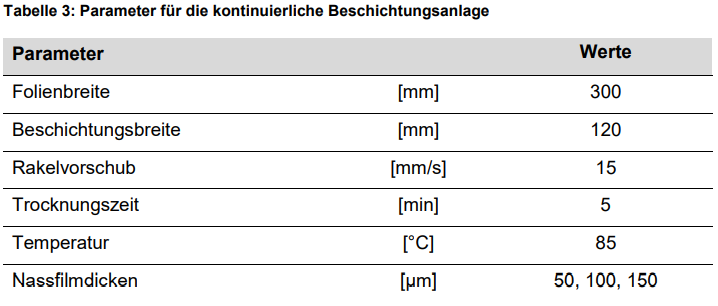 Tabelle 3: Parameter für die kontinuierliche Beschichtungsanlage
Parameter Werte
Folienbreite [mm] 300
Beschichtungsbreite [mm] 120
Rakelvorschub [mm/s] 15
Trocknungszeit [min] 5
Temperatur [°C] 85
Nassfilmdicken [µm] 50, 100, 150